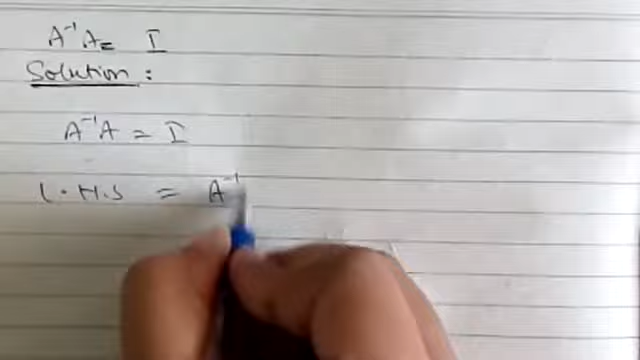 A⁻¹A = I
Solution :
A⁻¹A = I
L.H.S = A⁻¹